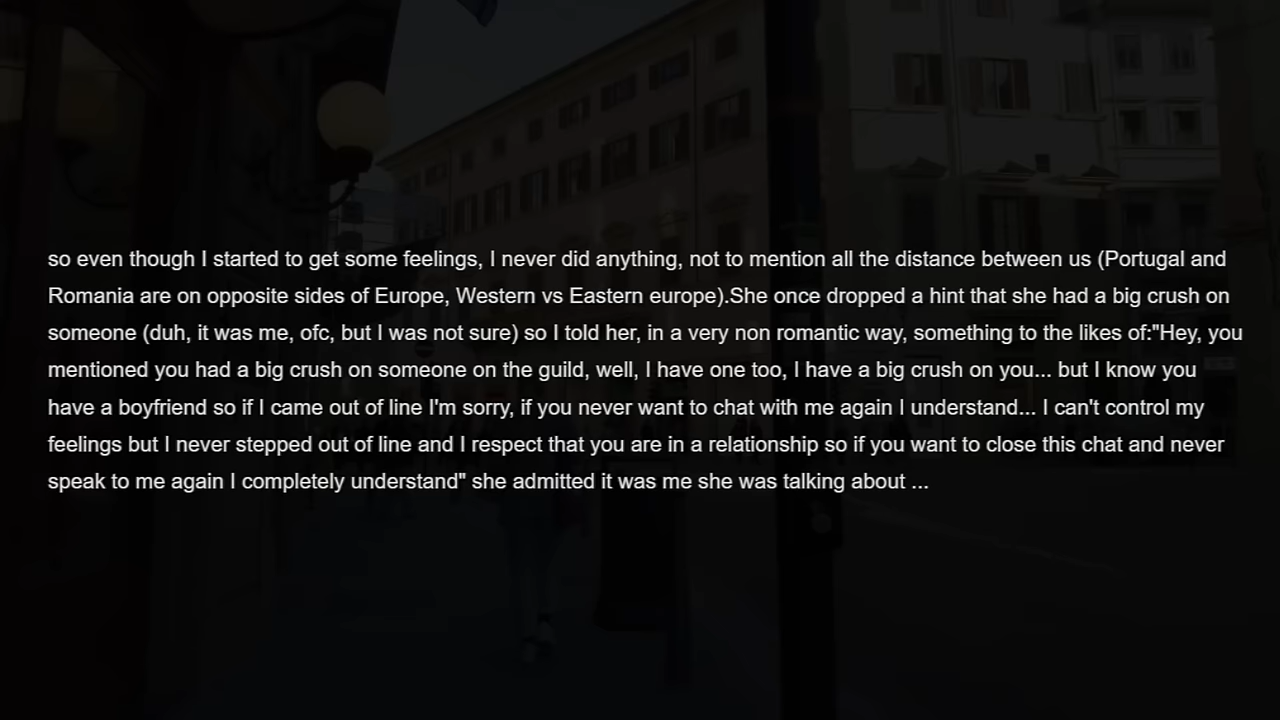 so even though I started to get some feelings, I never did anything, not to mention all the distance between us (Portugal and
Romania are on opposite sides of Europe, Western vs Eastern europe).She once dropped a hint that she had a big crush on
someone (duh, it was me, ofc, but I was not sure) so I told her, in a very non romantic way, something to the likes of:"Hey, you
mentioned you had a big crush on someone on the guild, well, I have one too, I have a big crush on you... but I know you
have a boyfriend so if I came out of line I'm sorry, if you never want to chat with me again I understand... I can't control my
feelings but I never stepped out of line and I respect that you are in a relationship so if you want to close this chat and never
speak to me again I completely understand" she admitted it was me she was talking about ...